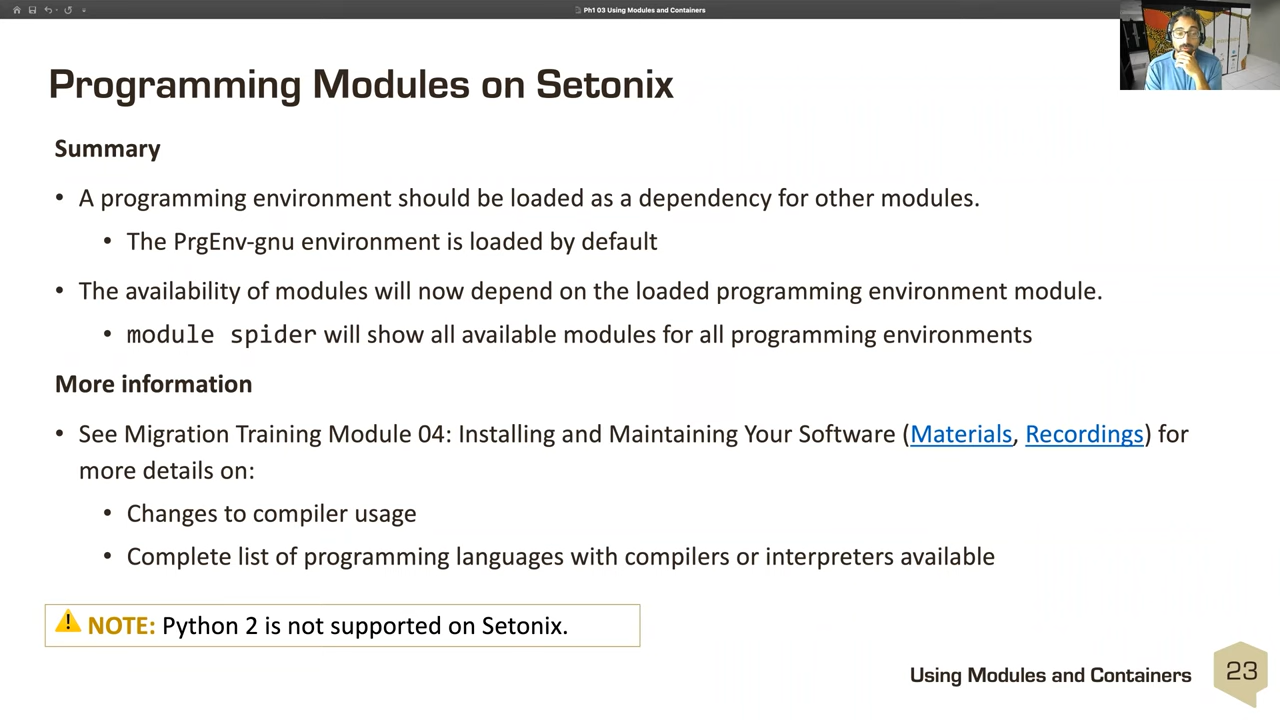 Ph1 03 Using Modules and Containers
Programming Modules on Setonix
Summary
• A programming environment should be loaded as a dependency for other modules.
• The PrgEnv-gnu environment is loaded by default
• The availability of modules will now depend on the loaded programming environment module.
• module spider will show all available modules for all programming environments
More information
• See Migration Training Module 04: Installing and Maintaining Your Software (Materials, Recordings) for
more details on:
• Changes to compiler usage
• Complete list of programming languages with compilers or interpreters available
NOTE: Python 2 is not supported on Setonix.
Using Modules and Containers
23